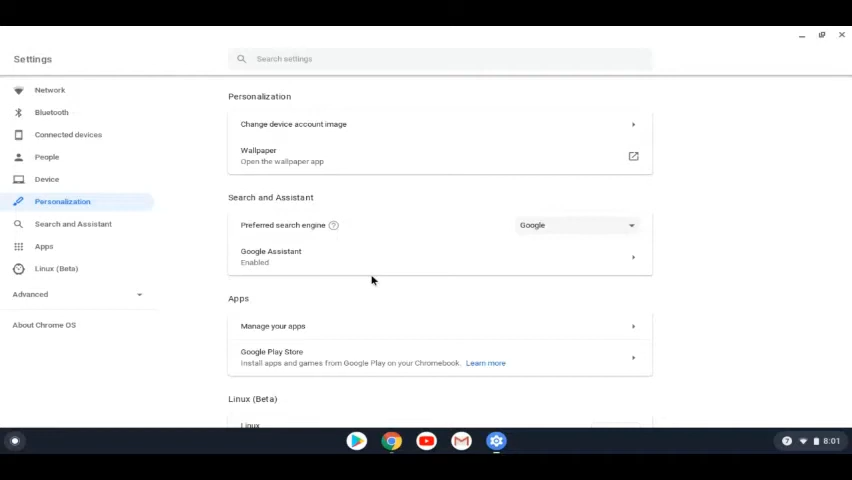 Settings
Search settings
Network
Bluetooth
Connected devices
People
Device
Personalization
Search and Assistant
Apps
Linux (Beta)
Advanced
About Chrome OS
Personalization
Change device account image
Wallpaper
Open the wallpaper app
Search and Assistant
Preferred search engine ?
Google
Google Assistant
Enabled
Apps
Manage your apps
Google Play Store
Install apps and games from Google Play on your Chromebook. Learn more
Linux (Beta)
Linux
8:01